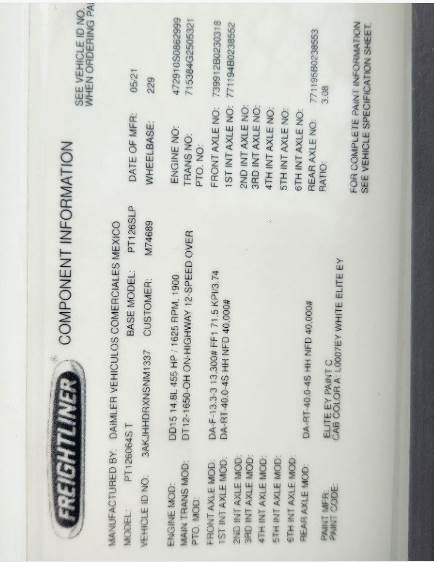 FREIGHTLINER COMPONENT INFORMATION
SEE VEHICLE ID NO.
WHEN ORDERING
MANUFACTURED BY: DAIMLER VEHICULOS COMERCIALES MEXICO
MODEL: PT126064S T BASE MODEL: PT126SLP DATE OF MFR: 05/21
VEHICLE ID NO. 3AKJHHDRXNSNM1337 CUSTOMER: M74689 WHEELBASE: 229
ENGINE MOD: DD15 14.8L 455 HP / 1625 RPM, 1900 ENGINE NO: 472910S0862999
MAIN TRANS MOD: DT12-1650-OH ON-HIGHWAY 12-SPEED OVER TRANS NO: 715384G2505321
PTO. MOD: PTO. NO:
FRONT AXLE MOD: DA-F-13.3-3 13,300# FF1 71.5 KPI/3.74 FRONT AXLE NO: 739912B0230318
1ST INT AXLE MOD: DA-RT-40.0-4S HH NFD 40,000# 1ST INT AXLE NO: 771194B0238552
2ND INT AXLE MOD: 2ND INT AXLE NO:
3RD INT AXLE MOD: 3RD INT AXLE NO:
4TH INT AXLE MOD: 4TH INT AXLE NO:
5TH INT AXLE MOD: 5TH INT AXLE NO:
6TH INT AXLE MOD: 6TH INT AXLE NO:
REAR AXLE MOD: DA-RT-40.0-4S HH NFD 40,000# REAR AXLE NO: 771195B0238553
RATIO: 3.08
PAINT MFR: ELITE EY PAINT C
PAINT CODE: CAB COLOR A: L0007EY WHITE ELITE EY
FOR COMPLETE PAINT INFORMATION
SEE VEHICLE SPECIFICATION SHEET.